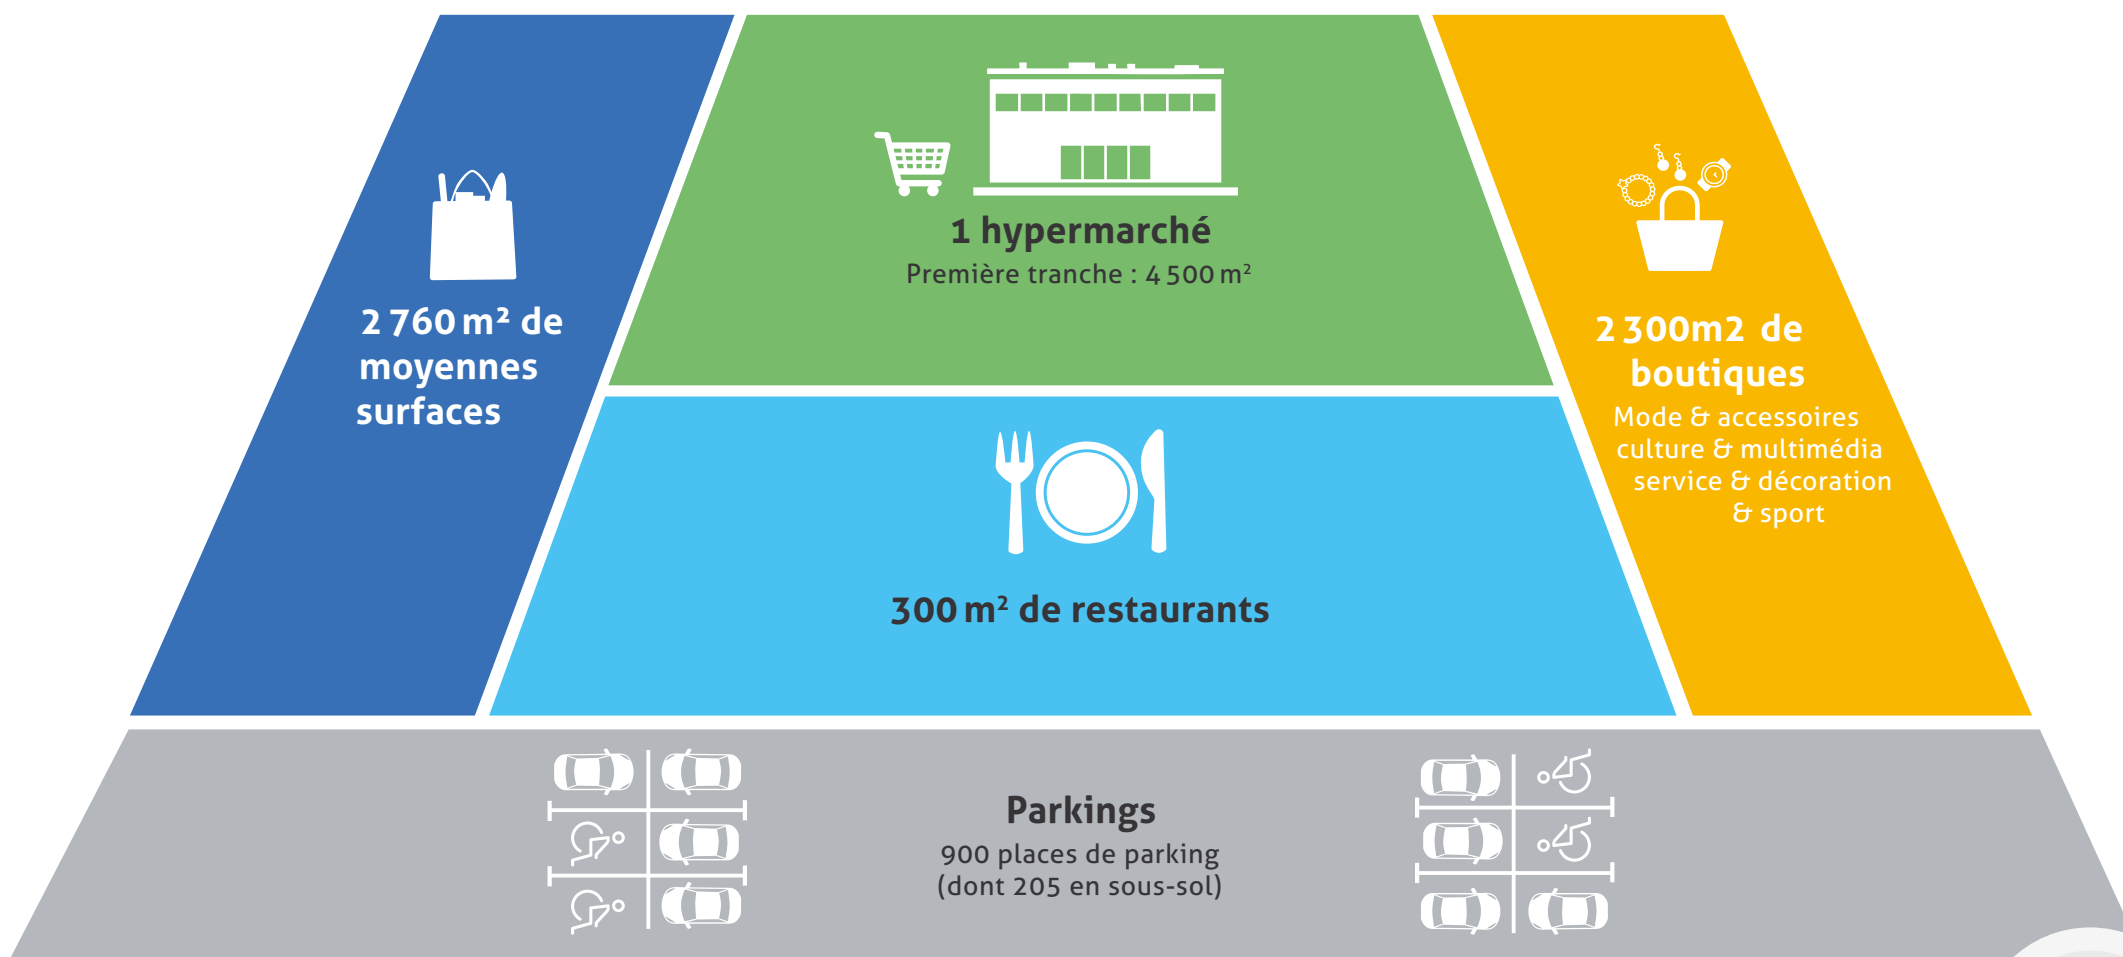 1 hypermarché
Première tranche : 4 500 m²
2 760 m² de
moyennes
surfaces
2 300m2 de
boutiques
Mode & accessoires
culture & multimédia
service & décoration
& sport
300 m² de restaurants
Parkings
900 places de parking
(dont 205 en sous-sol)